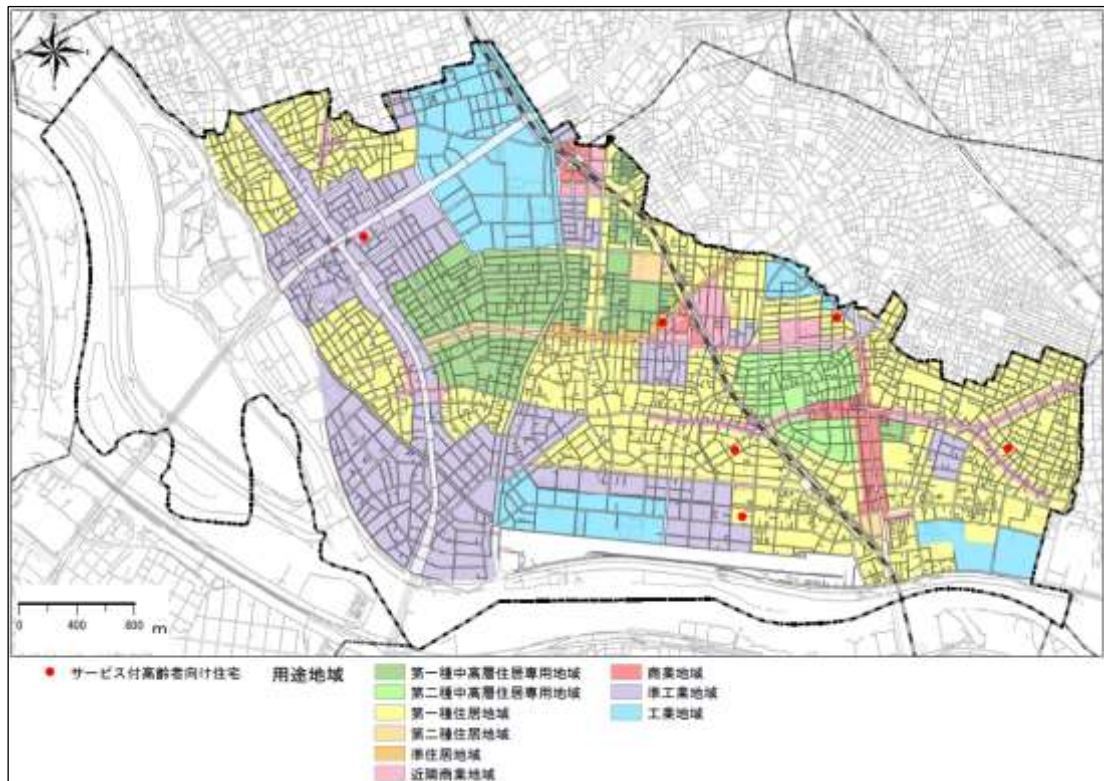 0 400 800 m
サービス付高齢者向け住宅
用途地域
第一種中高層住居専用地域
第二種中高層住居専用地域
第一種住居地域
第二種住居地域
準住居地域
近隣商業地域
商業地域
準工業地域
工業地域